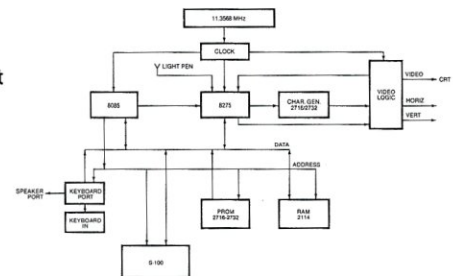 11.3568 MHz
CLOCK
LIGHT PEN
8085
8275
CHAR. GEN.
2716/2732
VIDEO
LOGIC
VIDEO
CRT
HORIZ
VERT
DATA
ADDRESS
SPEAKER
PORT
KEYBOARD
PORT
KEYBOARD
IN
PROM
2716-2732
RAM
2114
S-100
t